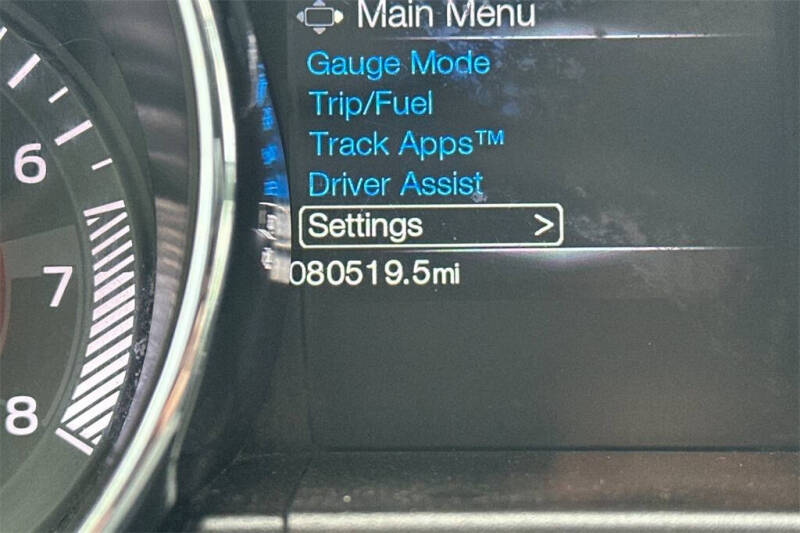 Main Menu
Gauge Mode
Trip/Fuel
Track Apps™
Driver Assist
Settings >
080519.5mi
6
7
8